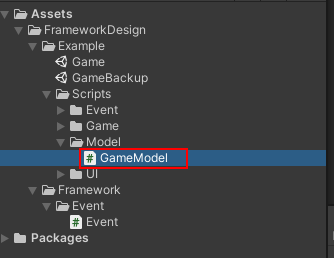 Assets
FrameworkDesign
Example
Game
GameBackup
Scripts
Event
Game
Model
GameModel
UI
Framework
Event
Event
Packages